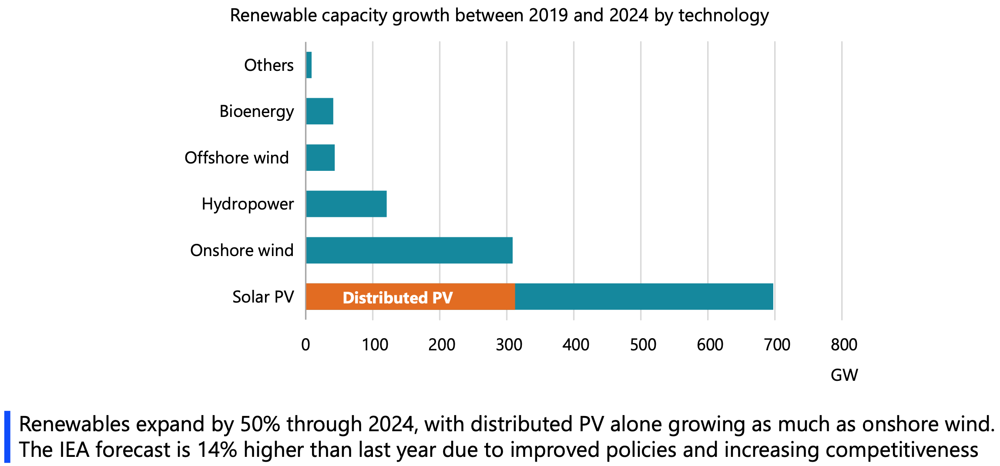 Renewable capacity growth between 2019 and 2024 by technology
Others
Bioenergy
Offshore wind
Hydropower
Onshore wind
Solar PV
Distributed PV
0 100 200 300 400 500 600 700 800
GW
Renewables expand by 50% through 2024, with distributed PV alone growing as much as onshore wind.
The IEA forecast is 14% higher than last year due to improved policies and increasing competitiveness